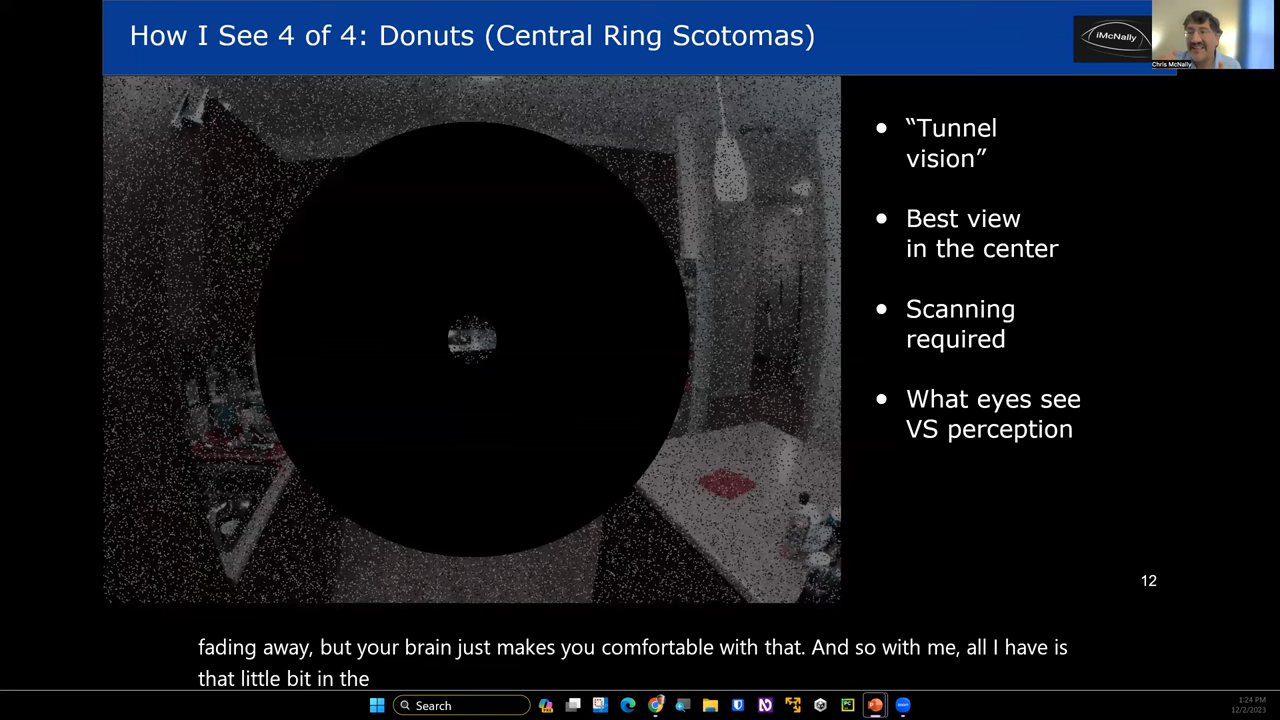 How I See 4 of 4: Donuts (Central Ring Scotomas)
iMcNally
Chris McNally
• “Tunnel
vision”
• Best view
in the center
• Scanning
required
• What eyes see
VS perception
12
fading away, but your brain just makes you comfortable with that. And so with me, all I have is
that little bit in the
Search
1:24 PM
12/2/2023